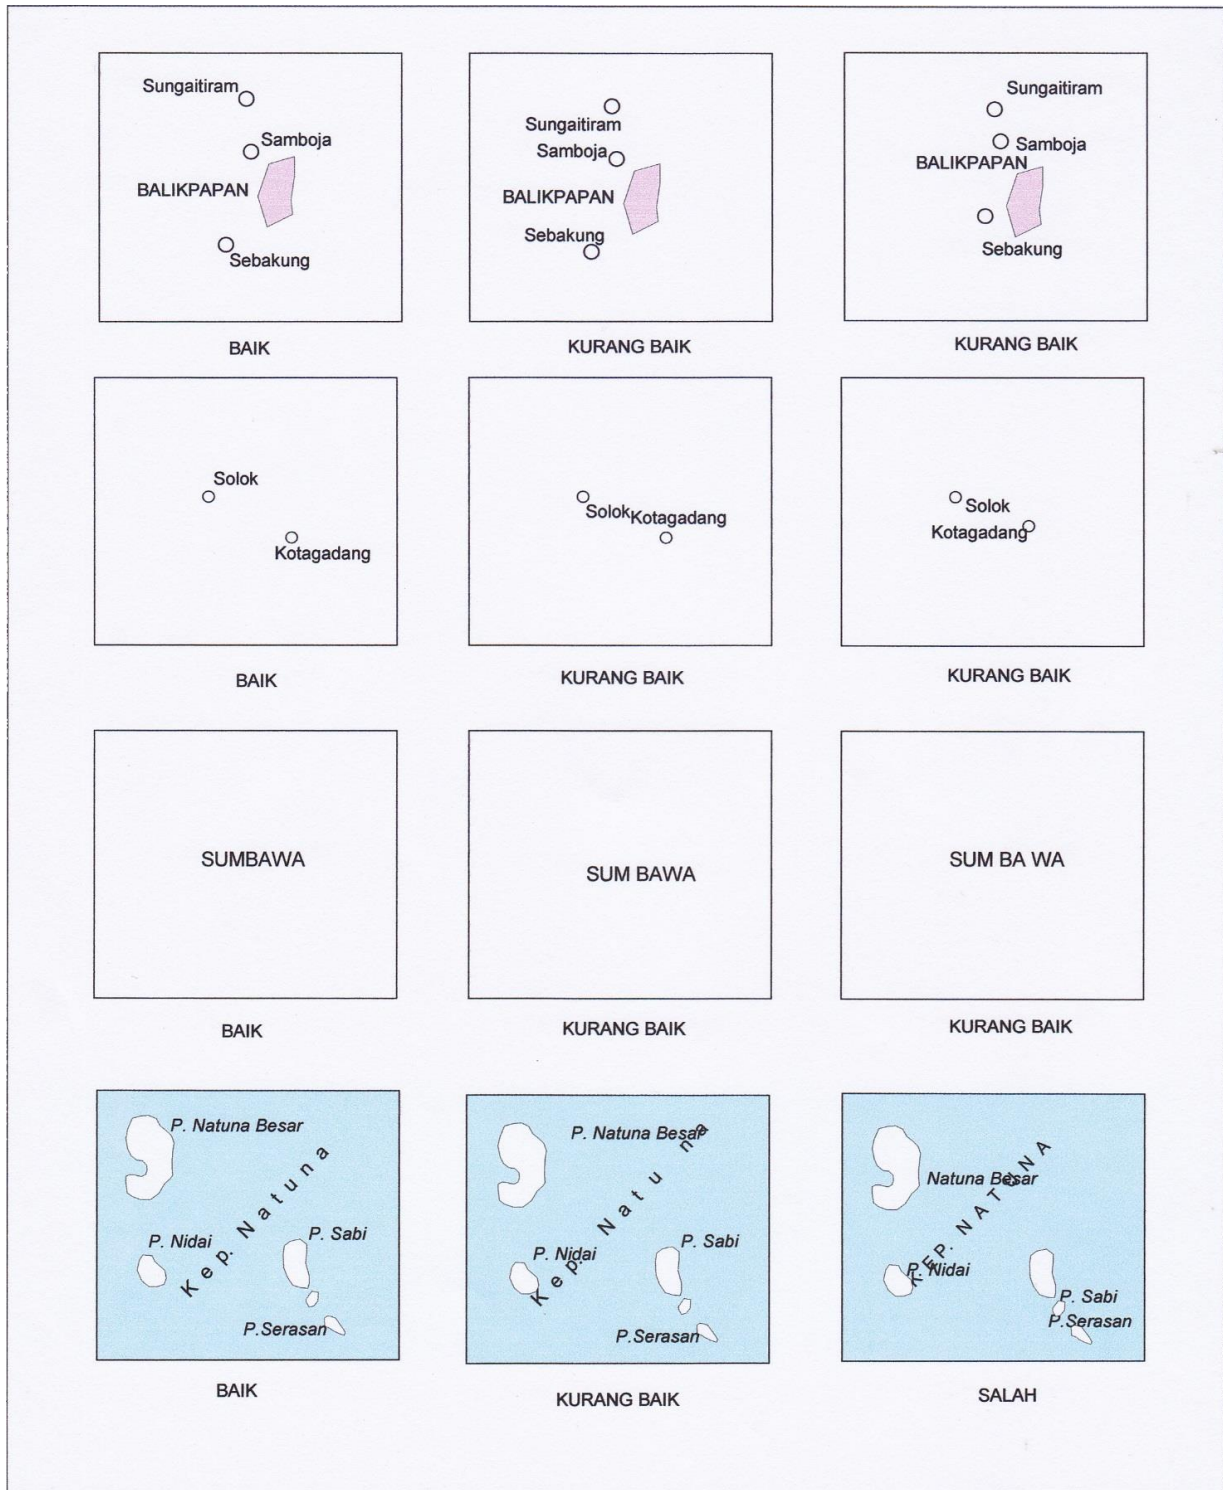 Sungaitiram
Samboja
BALIKPAPAN
Sebakung
BAIK
Sungaitiram
Samboja
BALIKPAPAN
Sebakung
KURANG BAIK
Sungaitiram
Samboja
BALIKPAPAN
Sebakung
KURANG BAIK
Solok
Kotagadang
BAIK
Solok
Kotagadang
KURANG BAIK
Solok
Kotagadang
KURANG BAIK
SUMBAWA
BAIK
SUM BAWA
KURANG BAIK
SUM BA WA
KURANG BAIK
P. Natuna Besar
Kep. Natuna
P. Nidai
P. Sabi
P.Serasan
BAIK
P. Natuna Besar
Kep. Natu na
P. Nidai
P. Sabi
P.Serasan
KURANG BAIK
Natuna Besar
KEP. NATUNA
P. Nidai
P. Sabi
P.Serasan
SALAH